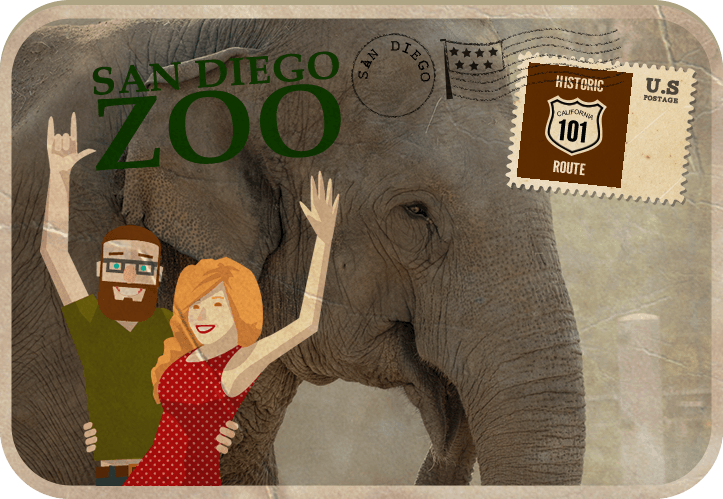 SAN DIEGO
ZOO
SAN DIEGO
HISTORIC
CALIFORNIA
101
ROUTE
U.S
POSTAGE